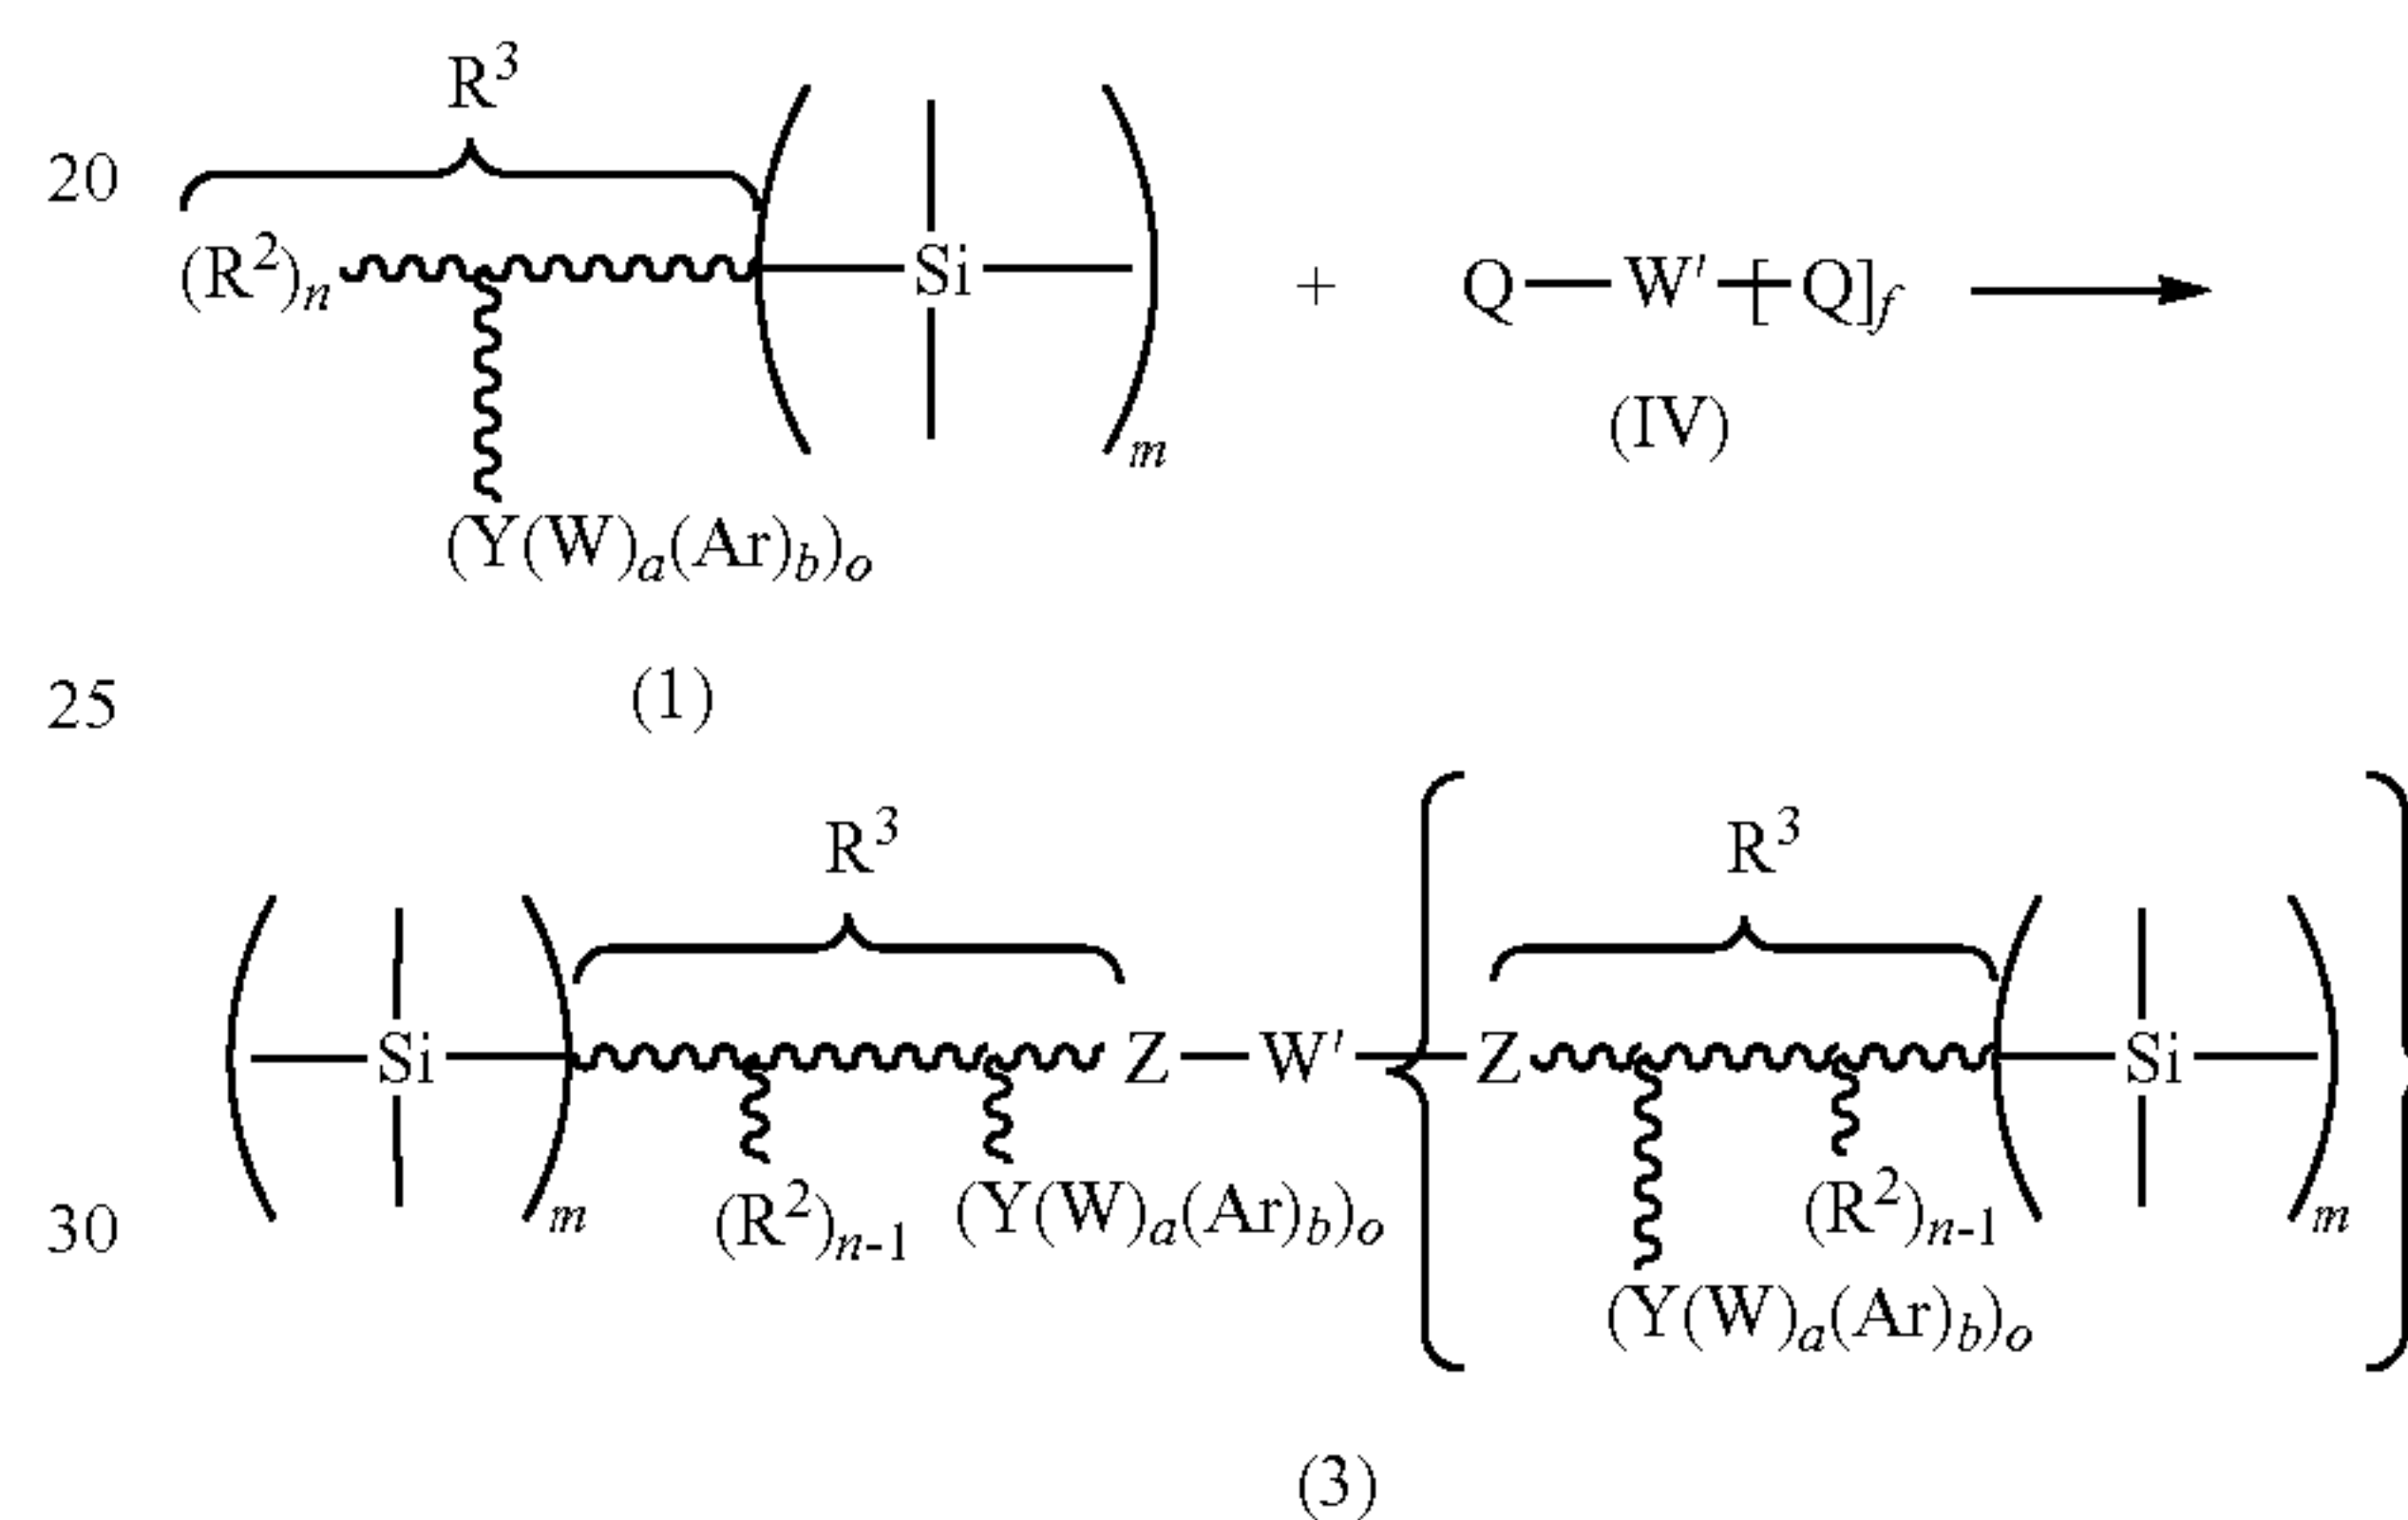 R³
20
(R²)n
Si
m
+
Q—W'—[Q]f
(IV)
(Y(W)a(Ar)b)o
25
(1)
R³
R³
Si
Z—W'
Z
Si
30
m
(R²)n-1
(Y(W)a(Ar)b)o
(R²)n-1
m
(Y(W)a(Ar)b)o
(3)